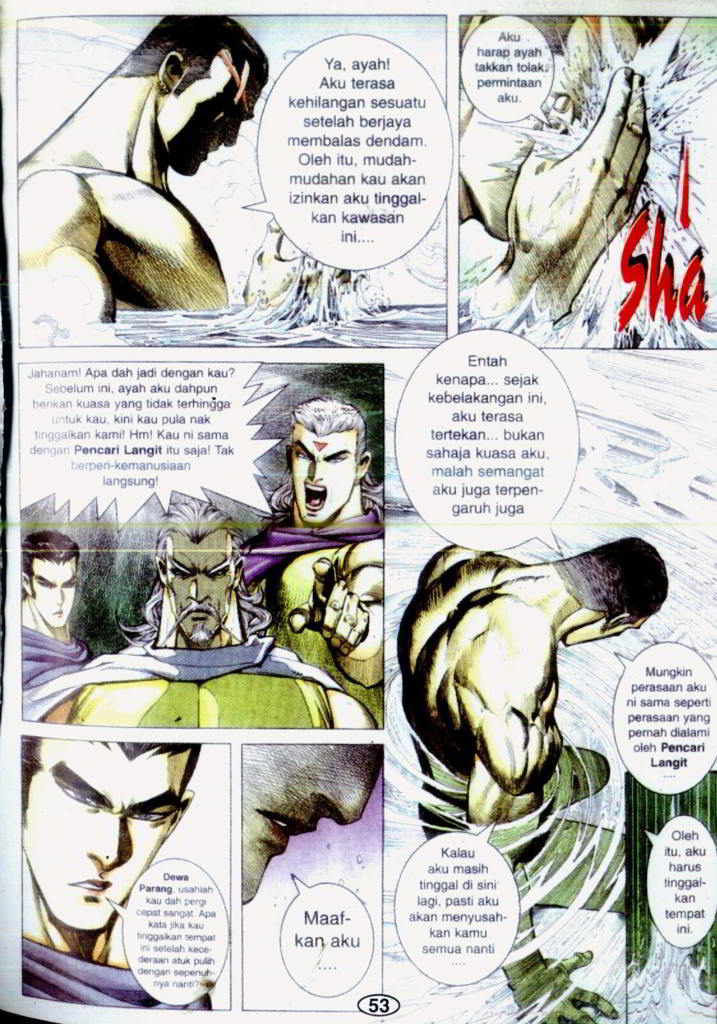 Ya, ayah!
Aku terasa
kehilangan sesuatu
setelah berjaya
membalas dendam.
Oleh itu, mudah-
mudahan kau akan
izinkan aku tinggal-
kan kawasan
ini....
Aku
harap ayah
takkan tolak
permintaan
aku.
Sha
Jahanam! Apa dah jadi dengan kau?
Sebelum ini, ayah aku dahpun
berikan kuasa yang tidak terhingga
untuk kau, kini kau pula nak
tinggalkan kami! Hm! Kau ni sama
dengan Pencari Langit itu saja! Tak
berperi-kemanusiaan
langsung!
Entah
kenapa... sejak
kebelakangan ini,
aku terasa
tertekan... bukan
sahaja kuasa aku,
malah semangat
aku juga terpen-
garuh juga
Mungkin
perasaan aku
ni sama seperti
perasaan yang
pernah dialami
oleh Pencari
Langit
....
Dewa
Parang, usahlah
kau dah pergi
cepat sangat. Apa
kata jika kau
tinggalkan tempat
ini setelah kece-
deraan atuk pulih
dengan sepenuh-
nya nanti?
Maaf-
kan aku
....
Kalau
aku masih
tinggal di sini
lagi, pasti aku
akan menyusah-
kan kamu
semua nanti
....
Oleh
itu, aku
harus
tinggal-
kan
tempat
ini.
53